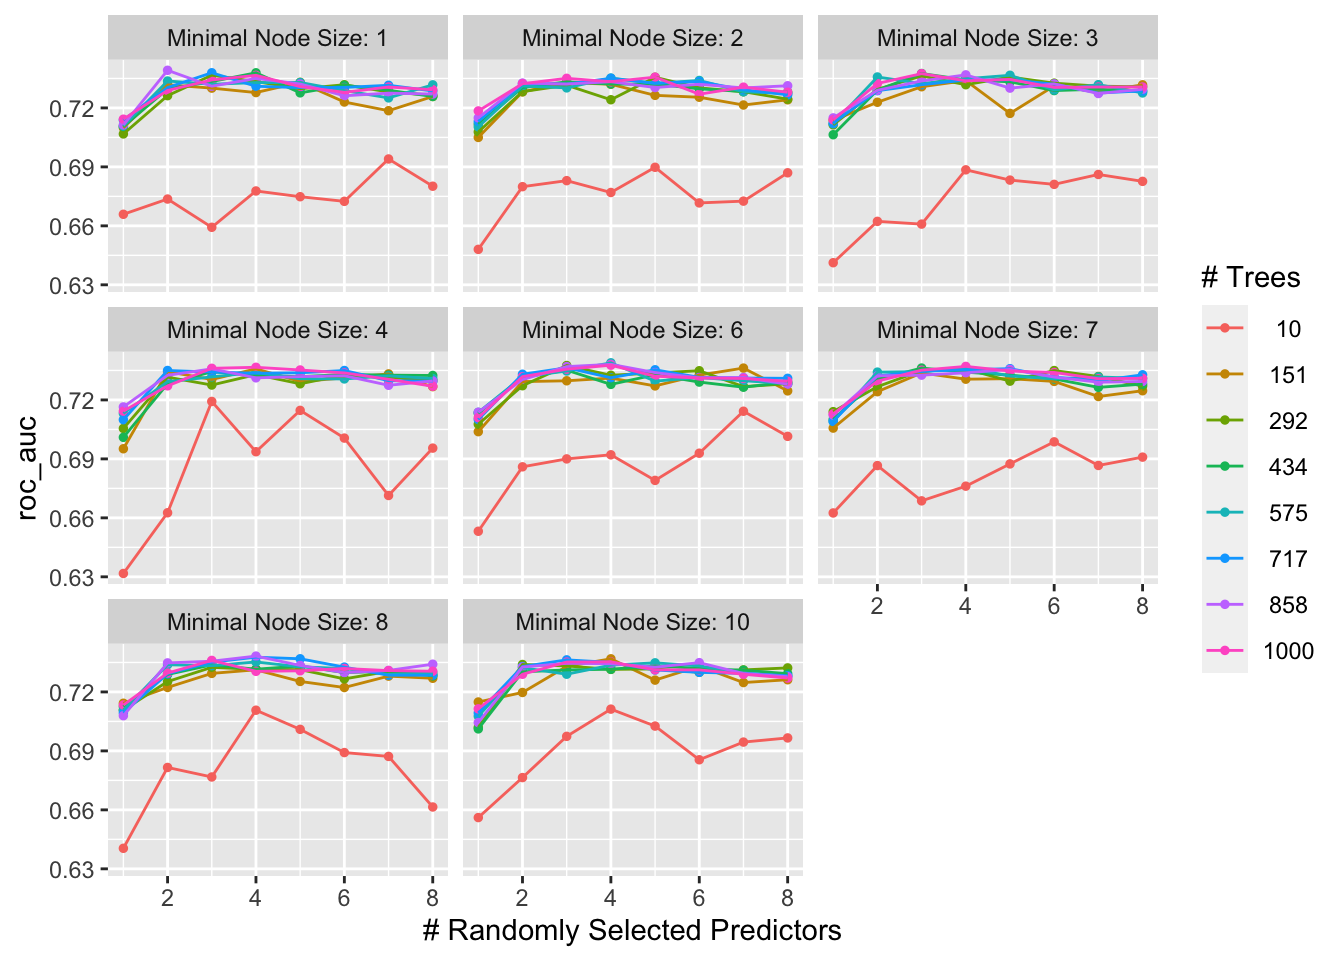 Minimal Node Size: 1
Minimal Node Size: 2
Minimal Node Size: 3
0.72
0.69
0.66
0.63
Minimal Node Size: 4
Minimal Node Size: 6
Minimal Node Size: 7
0.72
0.69
0.66
0.63
2 4 6 8
Minimal Node Size: 8
Minimal Node Size: 10
0.72
0.69
0.66
0.63
2 4 6 8
2 4 6 8
# Randomly Selected Predictors
roc_auc
# Trees
10
151
292
434
575
717
858
1000